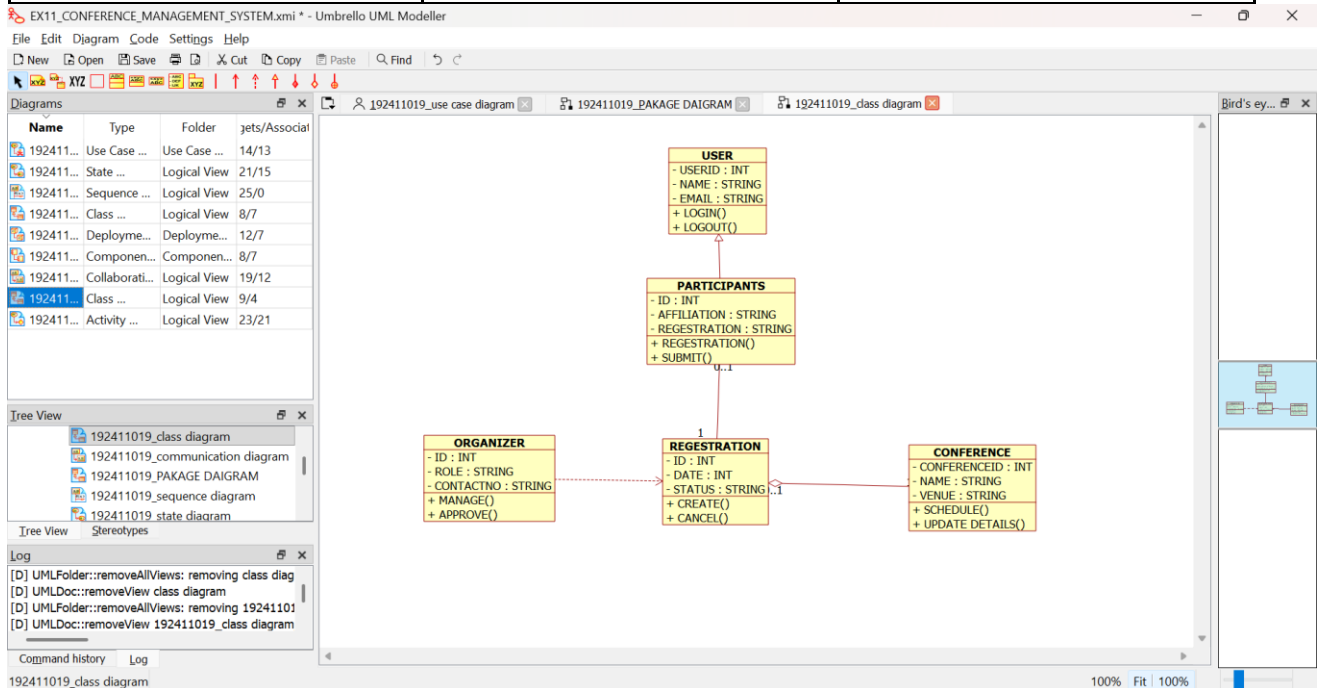 EX11_CONFERENCE_MANAGEMENT_SYSTEM.xmi * - Umbrello UML Modeller
File Edit Diagram Code Settings Help
New Open Save Cut Copy Paste Find
XYZ
Diagrams
Name Type Folder gets/Associat
192411... Use Case ... Use Case ... 14/13
192411... State ... Logical View 21/15
192411... Sequence ... Logical View 25/0
192411... Class ... Logical View 8/7
192411... Deployme... Deployme... 12/7
192411... Componen... Componen... 8/7
192411... Collaborati... Logical View 19/12
192411... Class ... Logical View 9/4
192411... Activity ... Logical View 23/21
Tree View
192411019_class diagram
192411019_communication diagram
192411019_PAKAGE DAIGRAM
192411019_sequence diagram
192411019_state diagram
Tree View Stereotypes
Log
[D] UMLFolder::removeAllViews: removing class diag
[D] UMLDoc::removeView class diagram
[D] UMLFolder::removeAllViews: removing 19241101
[D] UMLDoc::removeView 192411019_class diagram
Command history Log
192411019_class diagram
192411019_use case diagram 192411019_PAKAGE DAIGRAM 192411019_class diagram
USER
- USERID : INT
- NAME : STRING
- EMAIL : STRING
+ LOGIN()
+ LOGOUT()
PARTICIPANTS
- ID : INT
- AFFILIATION : STRING
- REGESTRATION : STRING
+ REGESTRATION()
+ SUBMIT()
0..1
1
ORGANIZER
- ID : INT
- ROLE : STRING
- CONTACTNO : STRING
+ MANAGE()
+ APPROVE()
REGESTRATION
- ID : INT
- DATE : INT
- STATUS : STRING
+ CREATE()
+ CANCEL()
..1
CONFERENCE
- CONFERENCEID : INT
- NAME : STRING
- VENUE : STRING
+ SCHEDULE()
+ UPDATE DETAILS()
Bird's ey...
100% Fit 100%